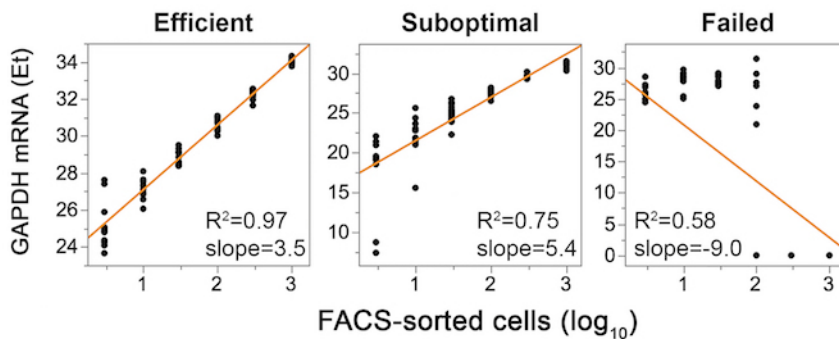 Efficient
Suboptimal
Failed
GAPDH mRNA (Et)
34
32
30
28
26
24
R²=0.97
slope=3.5
1
2
3
30
25
20
15
10
R²=0.75
slope=5.4
1
2
3
30
25
20
15
10
5
0
R²=0.58
slope=-9.0
1
2
3
FACS-sorted cells (log₁₀)